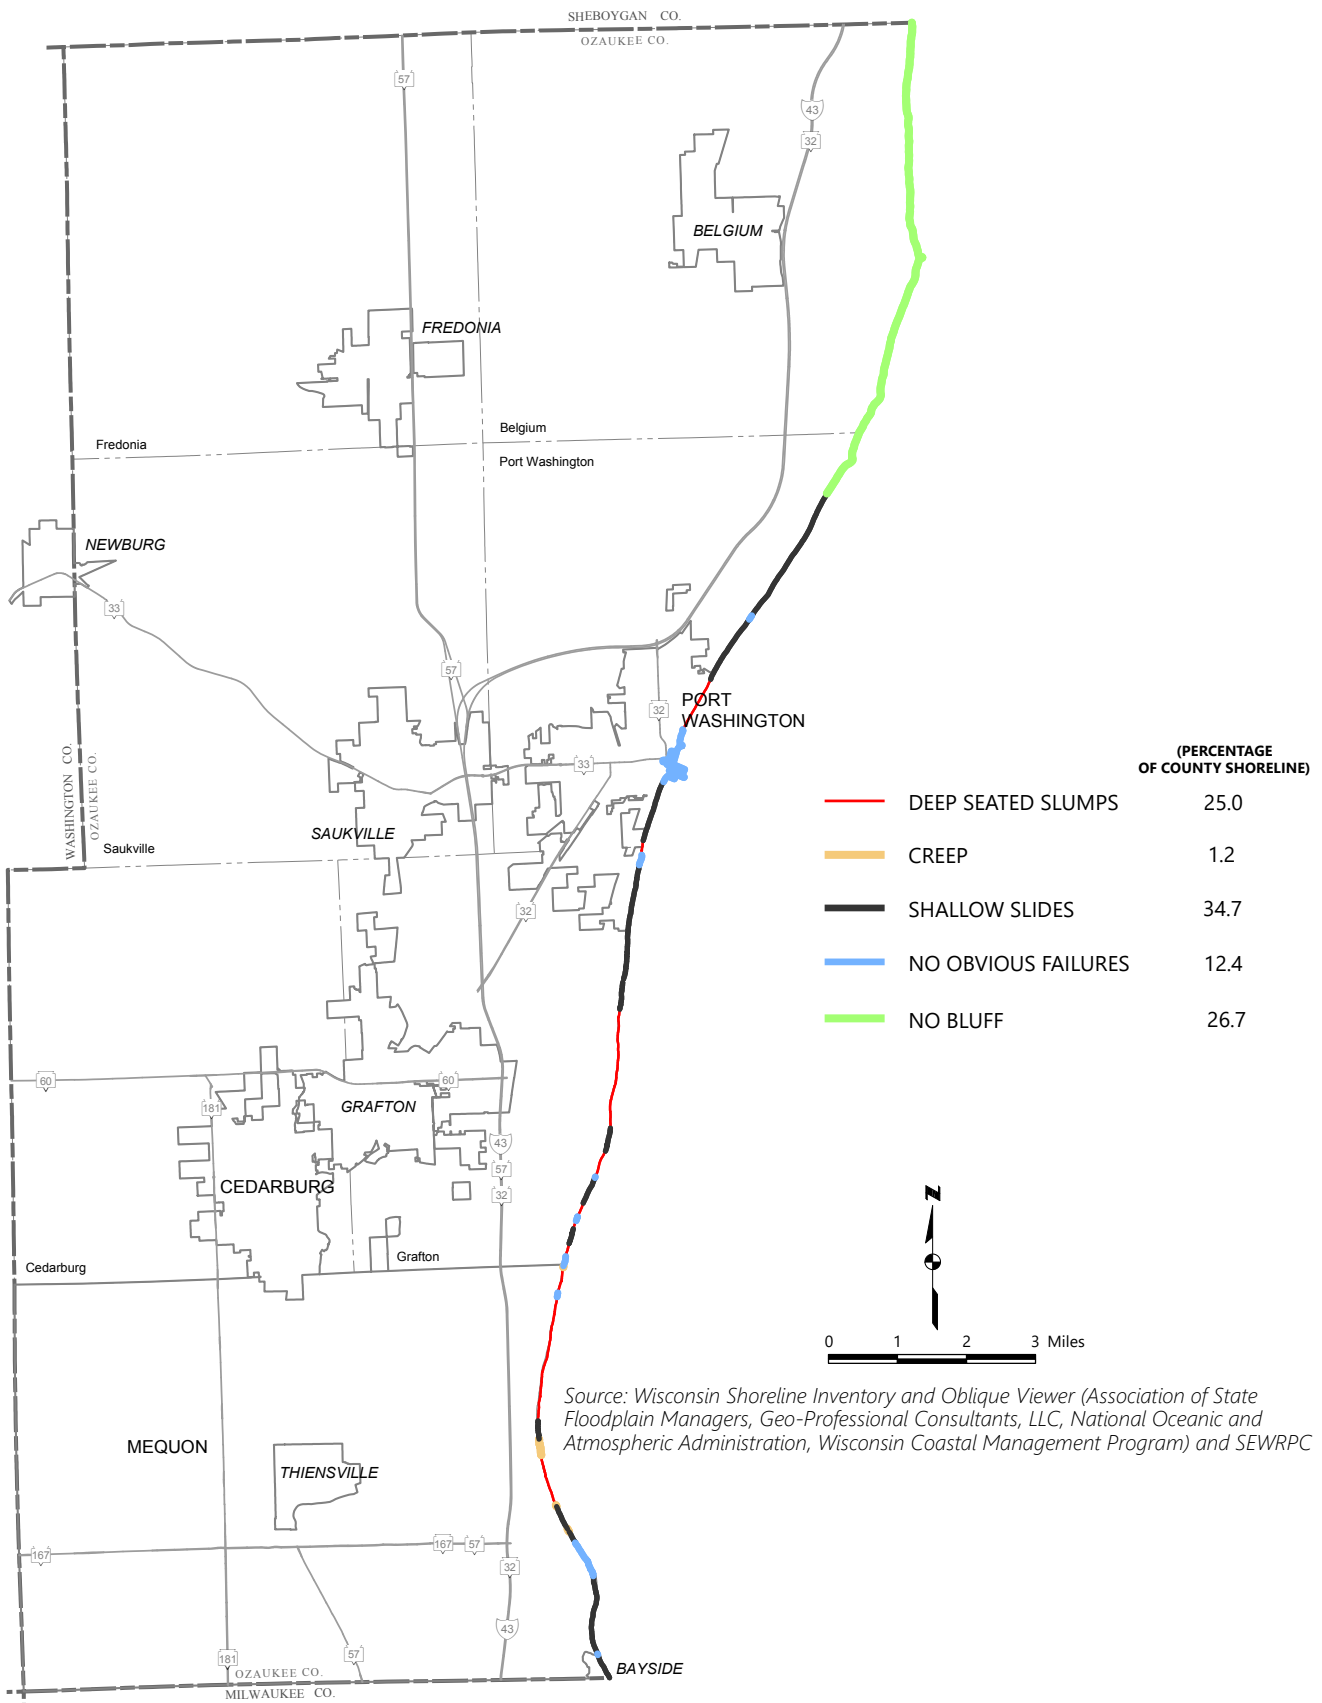 SHEBOYGAN CO.
OZAUKEE CO.
57
43
32
BELGIUM
FREDONIA
Fredonia
Belgium
Port Washington
NEWBURG
33
57
32
PORT
WASHINGTON
33
WASHINGTON CO.
OZAUKEE CO.
SAUKVILLE
Saukville
32
(PERCENTAGE
OF COUNTY SHORELINE)
DEEP SEATED SLUMPS 25.0
CREEP 1.2
SHALLOW SLIDES 34.7
NO OBVIOUS FAILURES 12.4
NO BLUFF 26.7
60
60
181
GRAFTON
43
57
32
CEDARBURG
Cedarburg
Grafton
N
0 1 2 3 Miles
Source: Wisconsin Shoreline Inventory and Oblique Viewer (Association of State
Floodplain Managers, Geo-Professional Consultants, LLC, National Oceanic and
Atmospheric Administration, Wisconsin Coastal Management Program) and SEWRPC
MEQUON
THIENSVILLE
167
167
57
32
43
181
57
BAYSIDE
OZAUKEE CO.
MILWAUKEE CO.